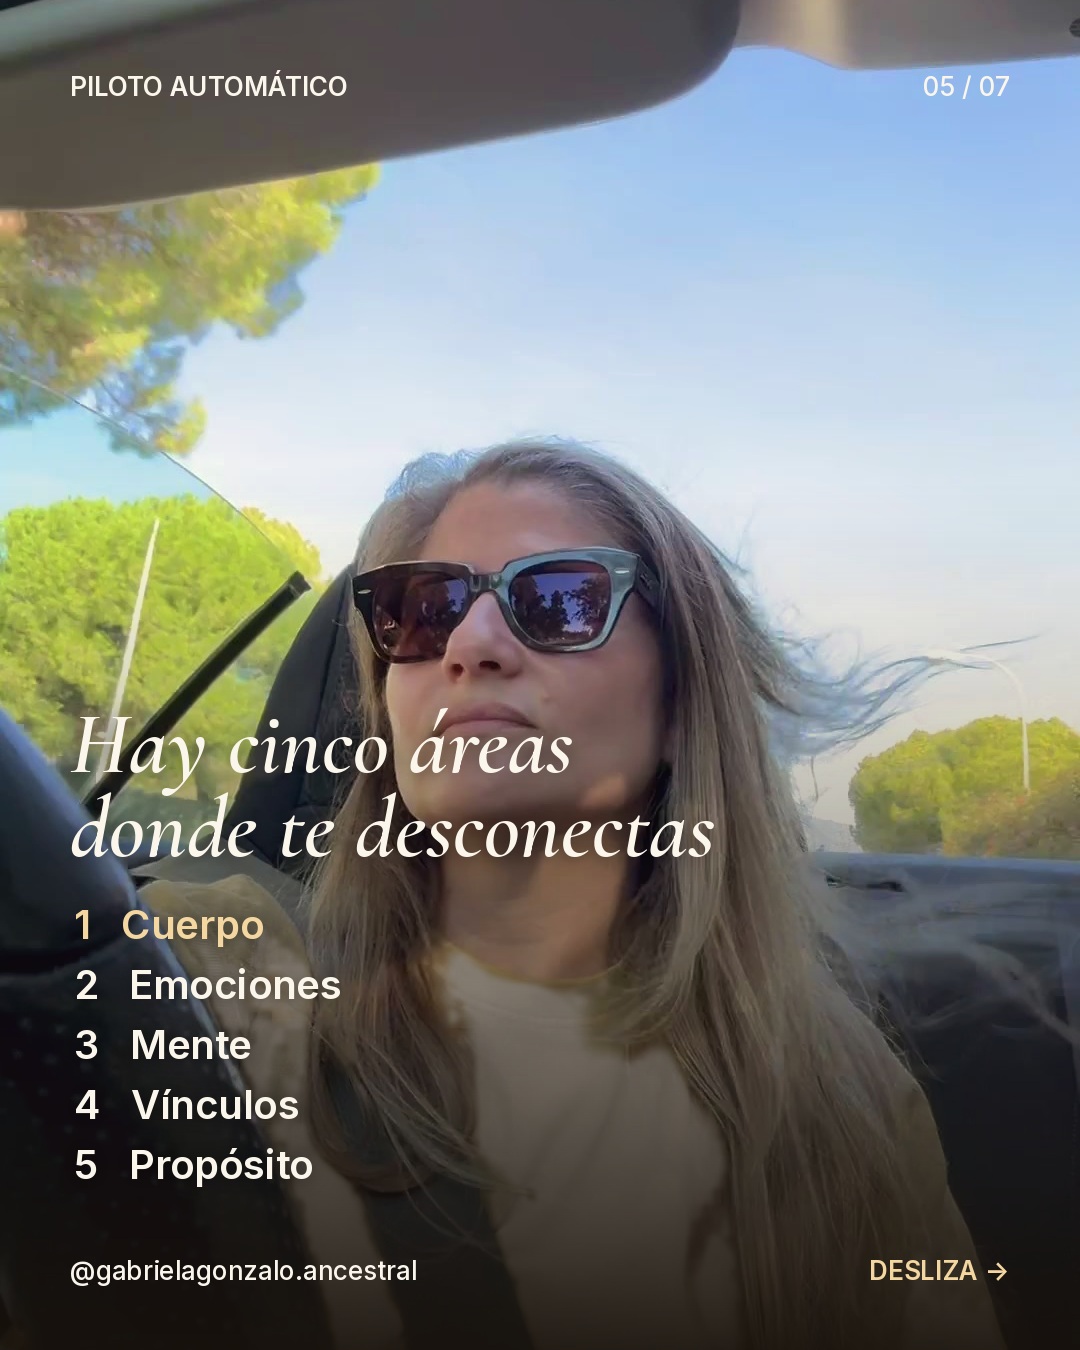 PILOTO AUTOMÁTICO
05 / 07
Hay cinco áreas
donde te desconectas
1 Cuerpo
2 Emociones
3 Mente
4 Vínculos
5 Propósito
@gabrielagonzalo.ancestral
DESLIZA →